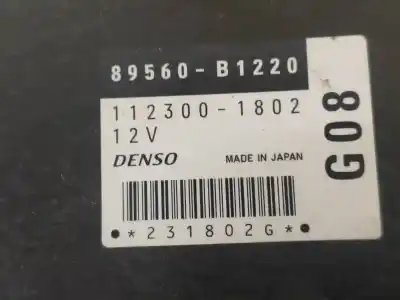 89560-B1220
112300-1802
12V
DENSO MADE IN JAPAN
*231802G*
G08